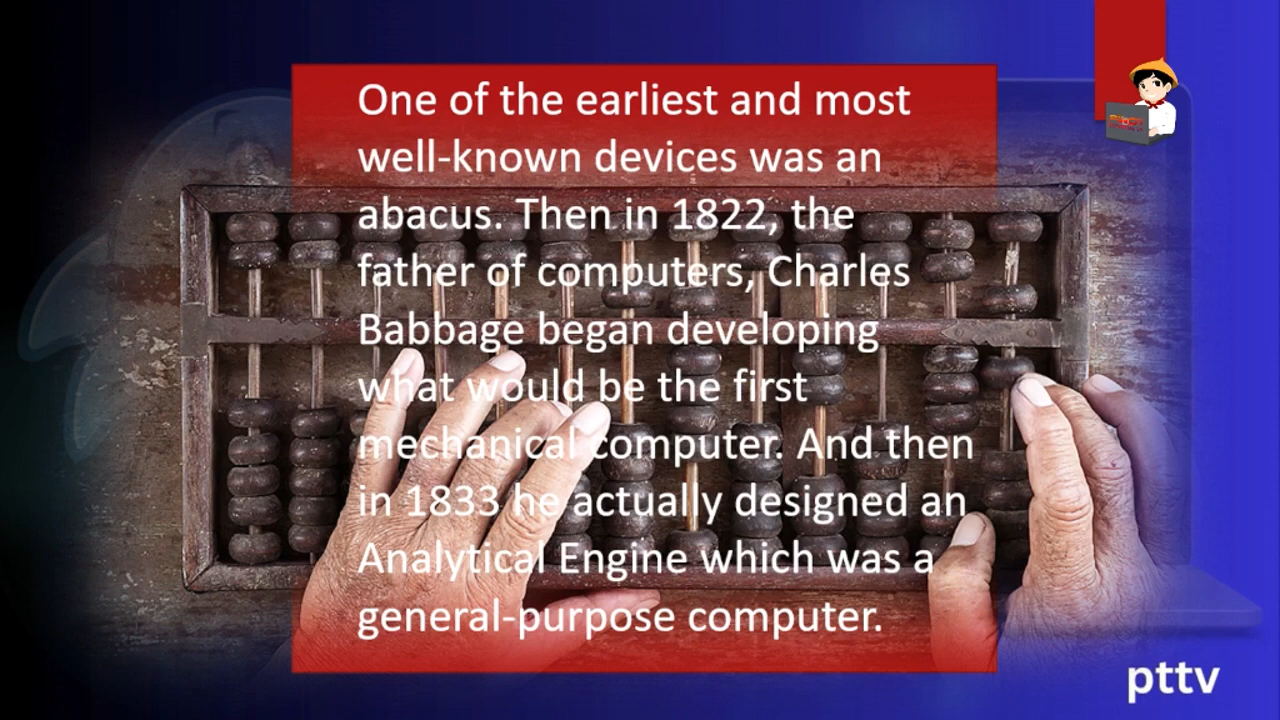 One of the earliest and most
well-known devices was an
abacus. Then in 1822, the
father of computers, Charles
Babbage began developing
what would be the first
mechanical computer. And then
in 1833 he actually designed an
Analytical Engine which was a
general-purpose computer.
pttv